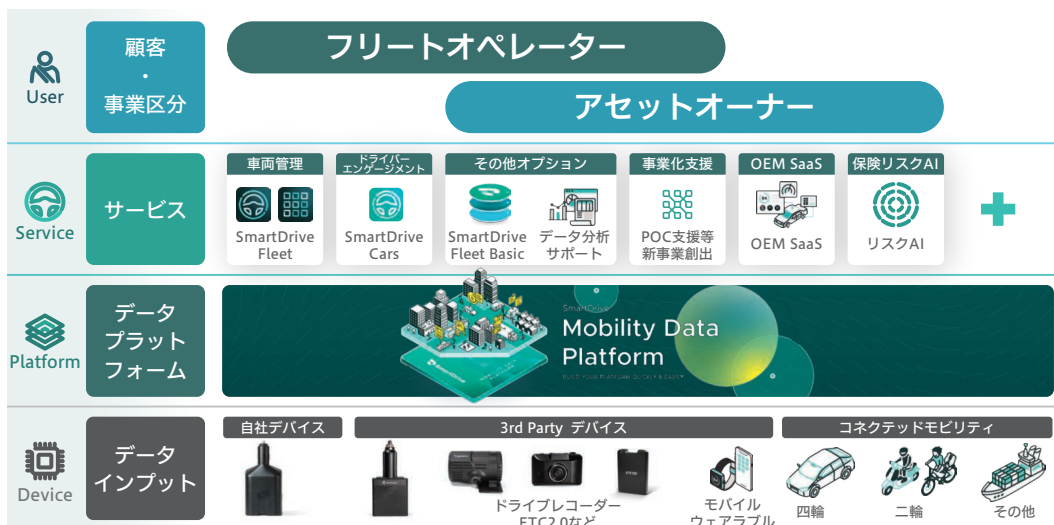 User
顧客
・
事業区分
フリートオペレーター
アセットオーナー
Service
サービス
車両管理
SmartDrive
Fleet
ドライバー
エンゲージメント
SmartDrive
Cars
その他オプション
SmartDrive
Fleet Basic
データ分析
サポート
事業化支援
POC支援等
新事業創出
OEM SaaS
OEM SaaS
保険リスクAI
リスクAI
Platform
データ
プラット
フォーム
SmartDrive
Mobility Data
Platform
BUILD YOUR PLATFORM QUICKLY & EASILY
Device
データ
インプット
自社デバイス
3rd Party デバイス
ドライブレコーダー
ETC2.0など
モバイル
ウェアラブル
コネクテッドモビリティ
四輪
二輪
その他